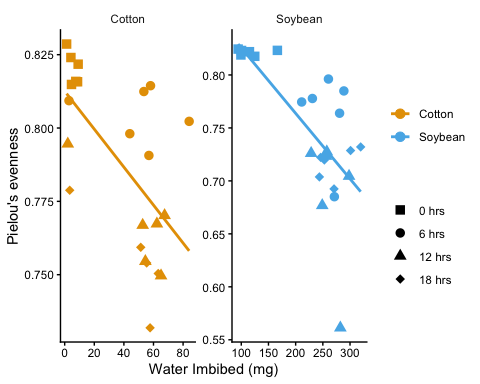 Cotton
Soybean
Pielou's evenness
0.825
0.800
0.775
0.750
0 20 40 60 80
0.80
0.75
0.70
0.65
0.60
0.55
100 150 200 250 300
Water Imbibed (mg)
Cotton
Soybean
0 hrs
6 hrs
12 hrs
18 hrs